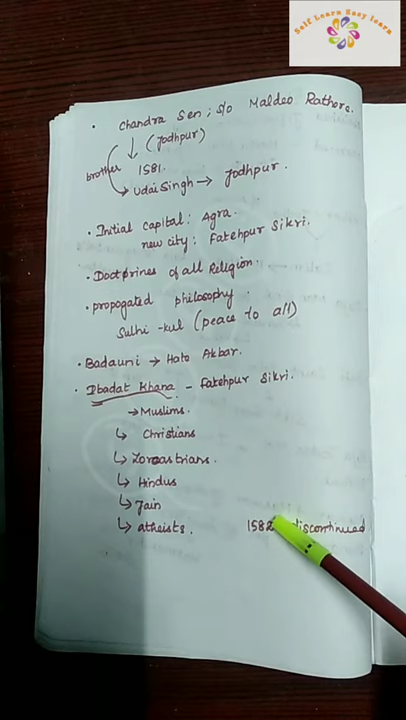 Self Learn Easy learn
• Chandra Sen ; s/o Maldeo Rathore.
(Jodhpur)
brother 1581.
Udai Singh → Jodhpur.
• Initial capital : Agra.
new city : Fatehpur Sikri.
• Doctorines of all Religion.
• propogated philosophy.
Sulhi -kul (peace to all)
• Badauni → Hate Akbar.
• Ibadat Khana - Fatehpur Sikri.
→ Muslims.
↳ Christians
↳ Zoroastrians.
↳ Hindus
↳ Jain
↳ atheists. 1582 discontinued